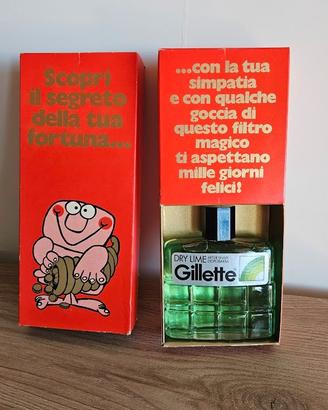 Scopri
il segreto
della tua
fortuna...
...con la tua
simpatia
e con qualche
goccia di
questo filtro
magico
ti aspettano
mille giorni
felici!
DRY LIME
Gillette